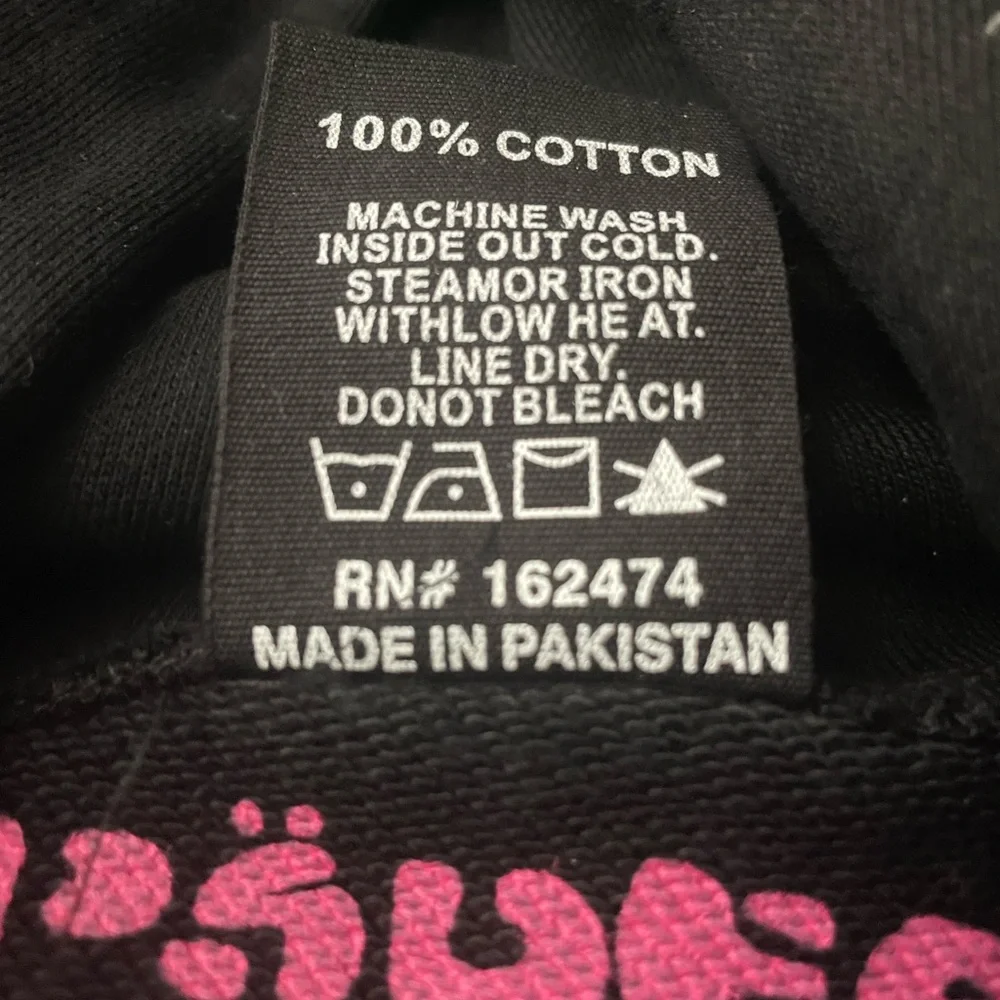 100% COTTON
MACHINE WASH
INSIDE OUT COLD.
STEAMOR IRON
WITHLOW HE AT.
LINE DRY.
DONOT BLEACH
RN# 162474
MADE IN PAKISTAN